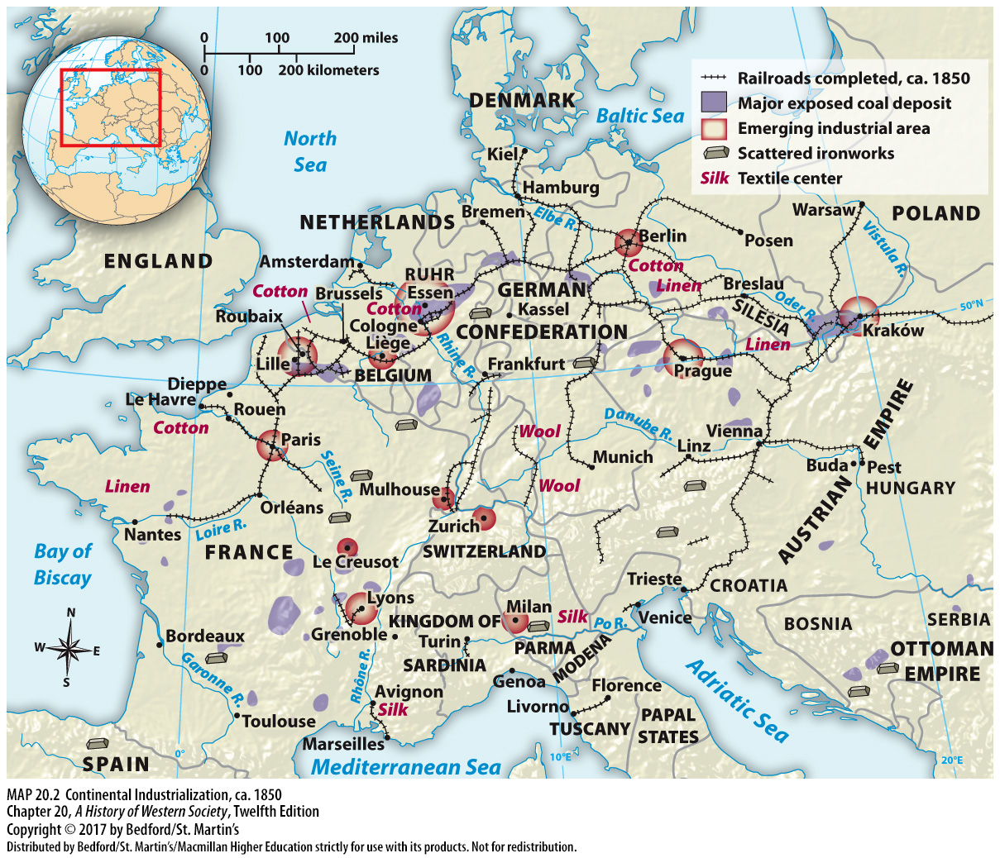 0 100 200 miles
0 100 200 kilometers
Railroads completed, ca. 1850
Major exposed coal deposit
Emerging industrial area
Scattered ironworks
Silk Textile center
DENMARK
Baltic Sea
North
Sea
Kiel
Hamburg
Bremen
Elbe R.
Warsaw
POLAND
Vistula R.
NETHERLANDS
Berlin
Posen
ENGLAND
Amsterdam
RUHR
Cotton
Cotton
Brussels
Essen
GERMAN
Linen
Breslau
Oder R.
50°N
Roubaix
Cotton
Kassel
SILESIA
Cologne
CONFEDERATION
Kraków
Liège
Rhine R.
Linen
Lille
BELGIUM
Frankfurt
Prague
Dieppe
Le Havre
Rouen
Cotton
Paris
Wool
Danube R.
Vienna
EMPIRE
Linz
Munich
Seine R.
Buda
Pest
Linen
Mulhouse
Wool
HUNGARY
Orléans
AUSTRIAN
Nantes
Loire R.
Zurich
Bay of
Biscay
FRANCE
SWITZERLAND
Le Creusot
Trieste
CROATIA
Lyons
Milan
Silk
Po R.
Venice
BOSNIA
SERBIA
KINGDOM OF
Grenoble
Turin
PARMA
SARDINIA
MODENA
OTTOMAN
EMPIRE
N
W
E
S
Bordeaux
Garonne R.
Rhône R.
Genoa
Adriatic Sea
Avignon
Silk
Florence
Livorno
Toulouse
TUSCANY
PAPAL
STATES
Marseilles
SPAIN
0°
Mediterranean Sea
10°E
20°E
MAP 20.2 Continental Industrialization, ca. 1850
Chapter 20, A History of Western Society, Twelfth Edition
Copyright © 2017 by Bedford/St. Martin's
Distributed by Bedford/St. Martin's/Macmillan Higher Education strictly for use with its products. Not for redistribution.